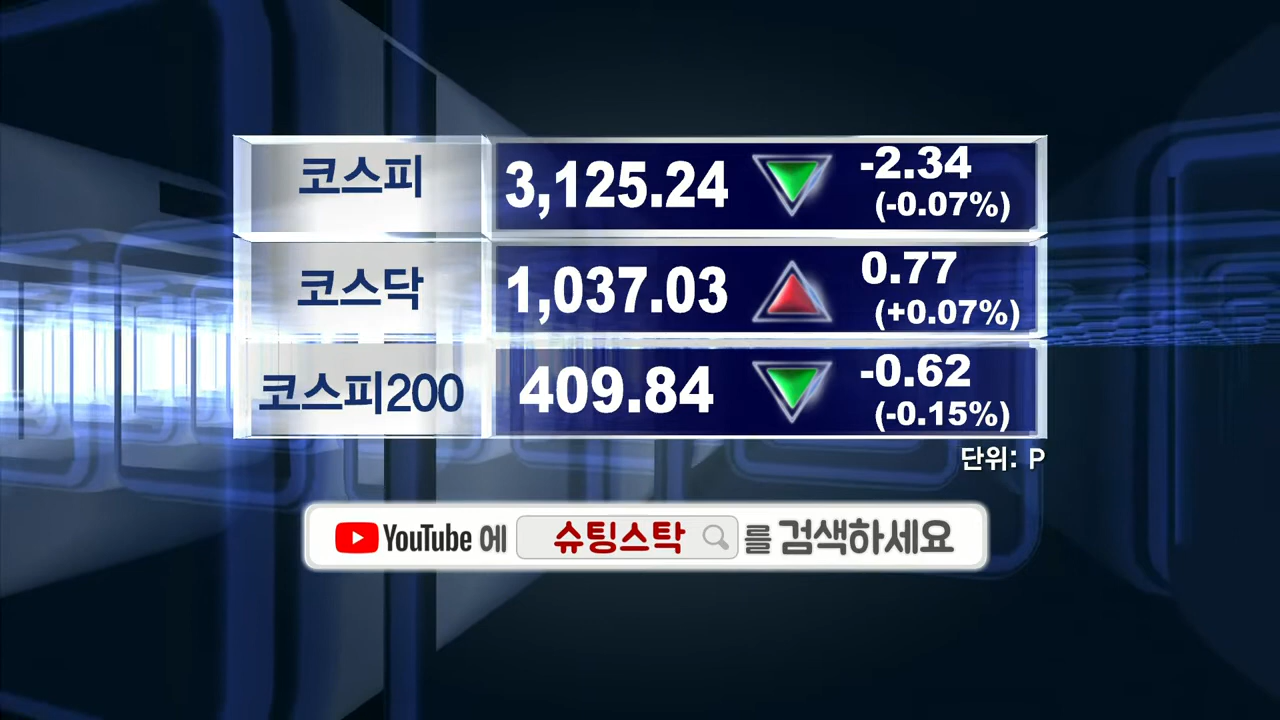 코스피 3,125.24 -2.34 (-0.07%)
코스닥 1,037.03 0.77 (+0.07%)
코스피200 409.84 -0.62 (-0.15%)
단위: P
YouTube 에 슈팅스탁 를 검색하세요